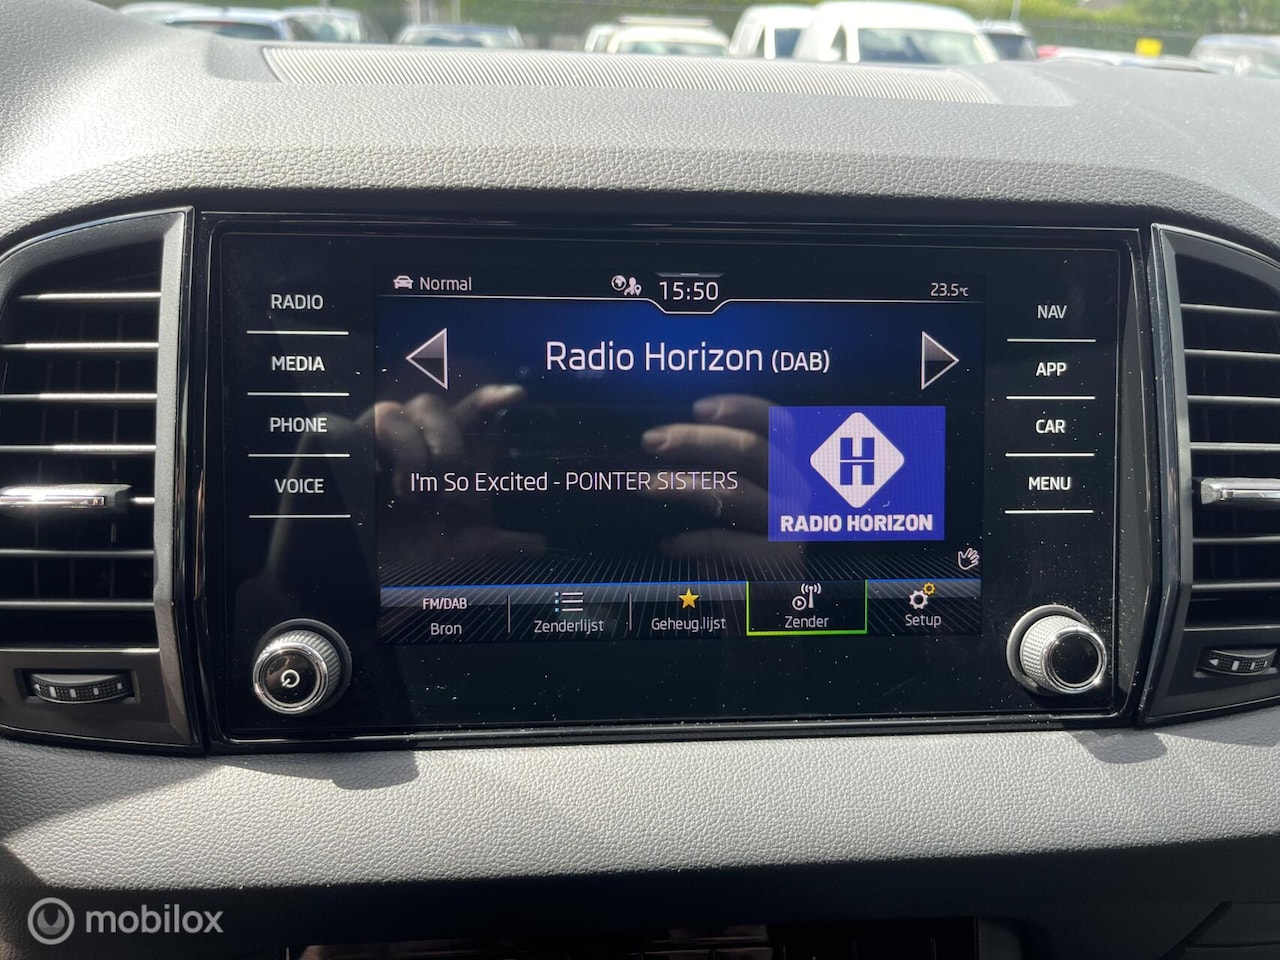 RADIO
MEDIA
PHONE
VOICE
Normal
15:50
23.5°C
Radio Horizon (DAB)
I'm So Excited - POINTER SISTERS
H
RADIO HORIZON
FM/DAB
Bron
Zenderlijst
Geheug.lijst
Zender
Setup
NAV
APP
CAR
MENU
mobilox